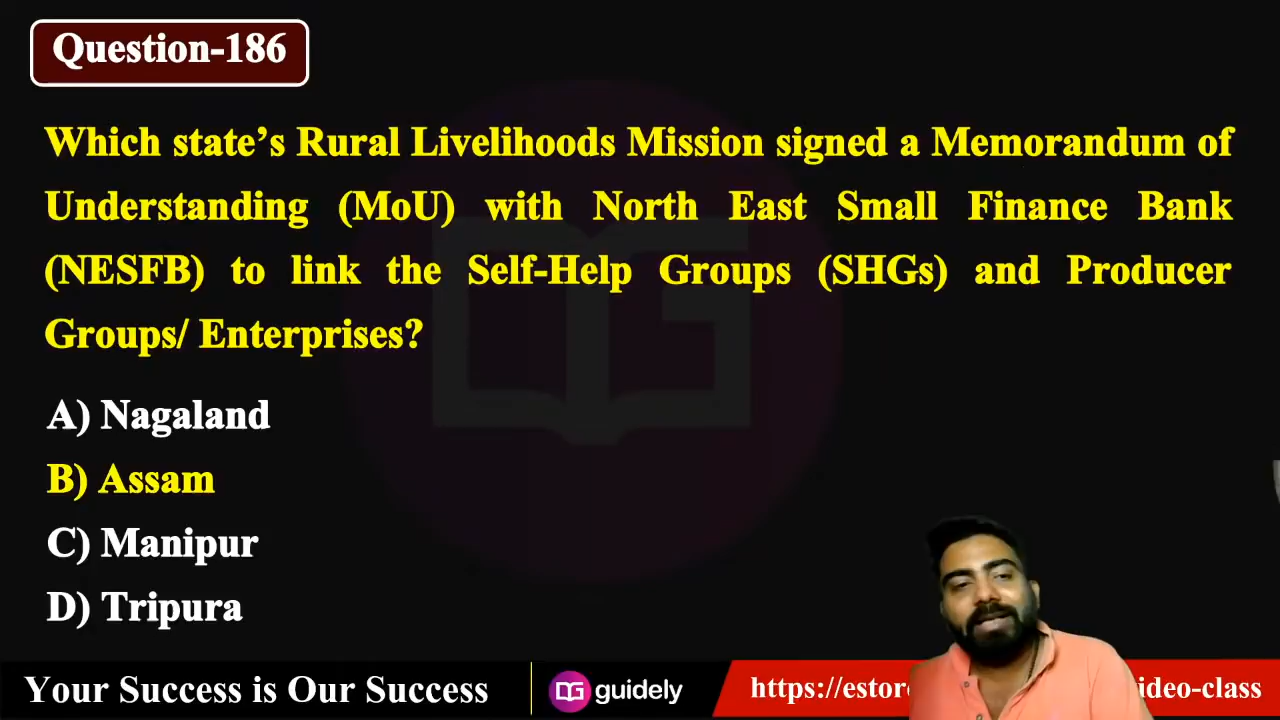 Question-186
Which state’s Rural Livelihoods Mission signed a Memorandum of
Understanding (MoU) with North East Small Finance Bank
(NESFB) to link the Self-Help Groups (SHGs) and Producer
Groups/ Enterprises?
A) Nagaland
B) Assam
C) Manipur
D) Tripura
Your Success is Our Success
guidely
https://estor
ideo-class